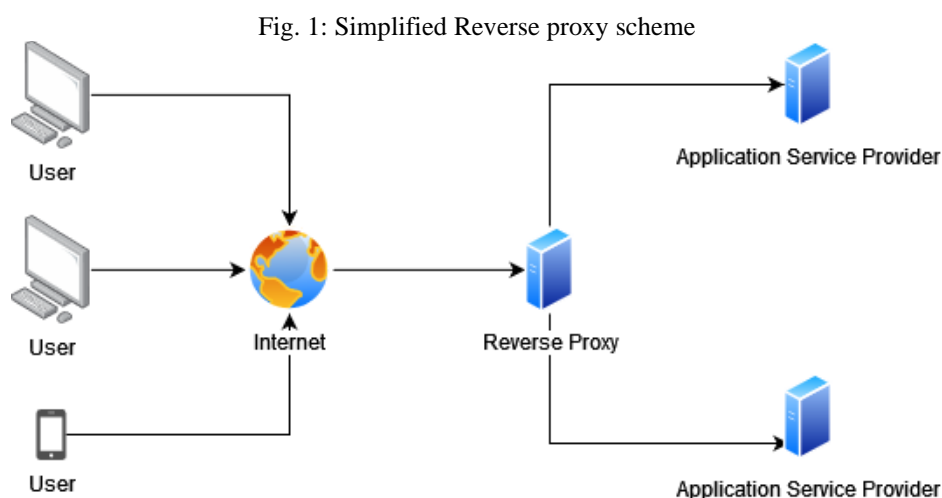 Fig. 1: Simplified Reverse proxy scheme
User
Application Service Provider
User
Internet
Reverse Proxy
User
Application Service Provider